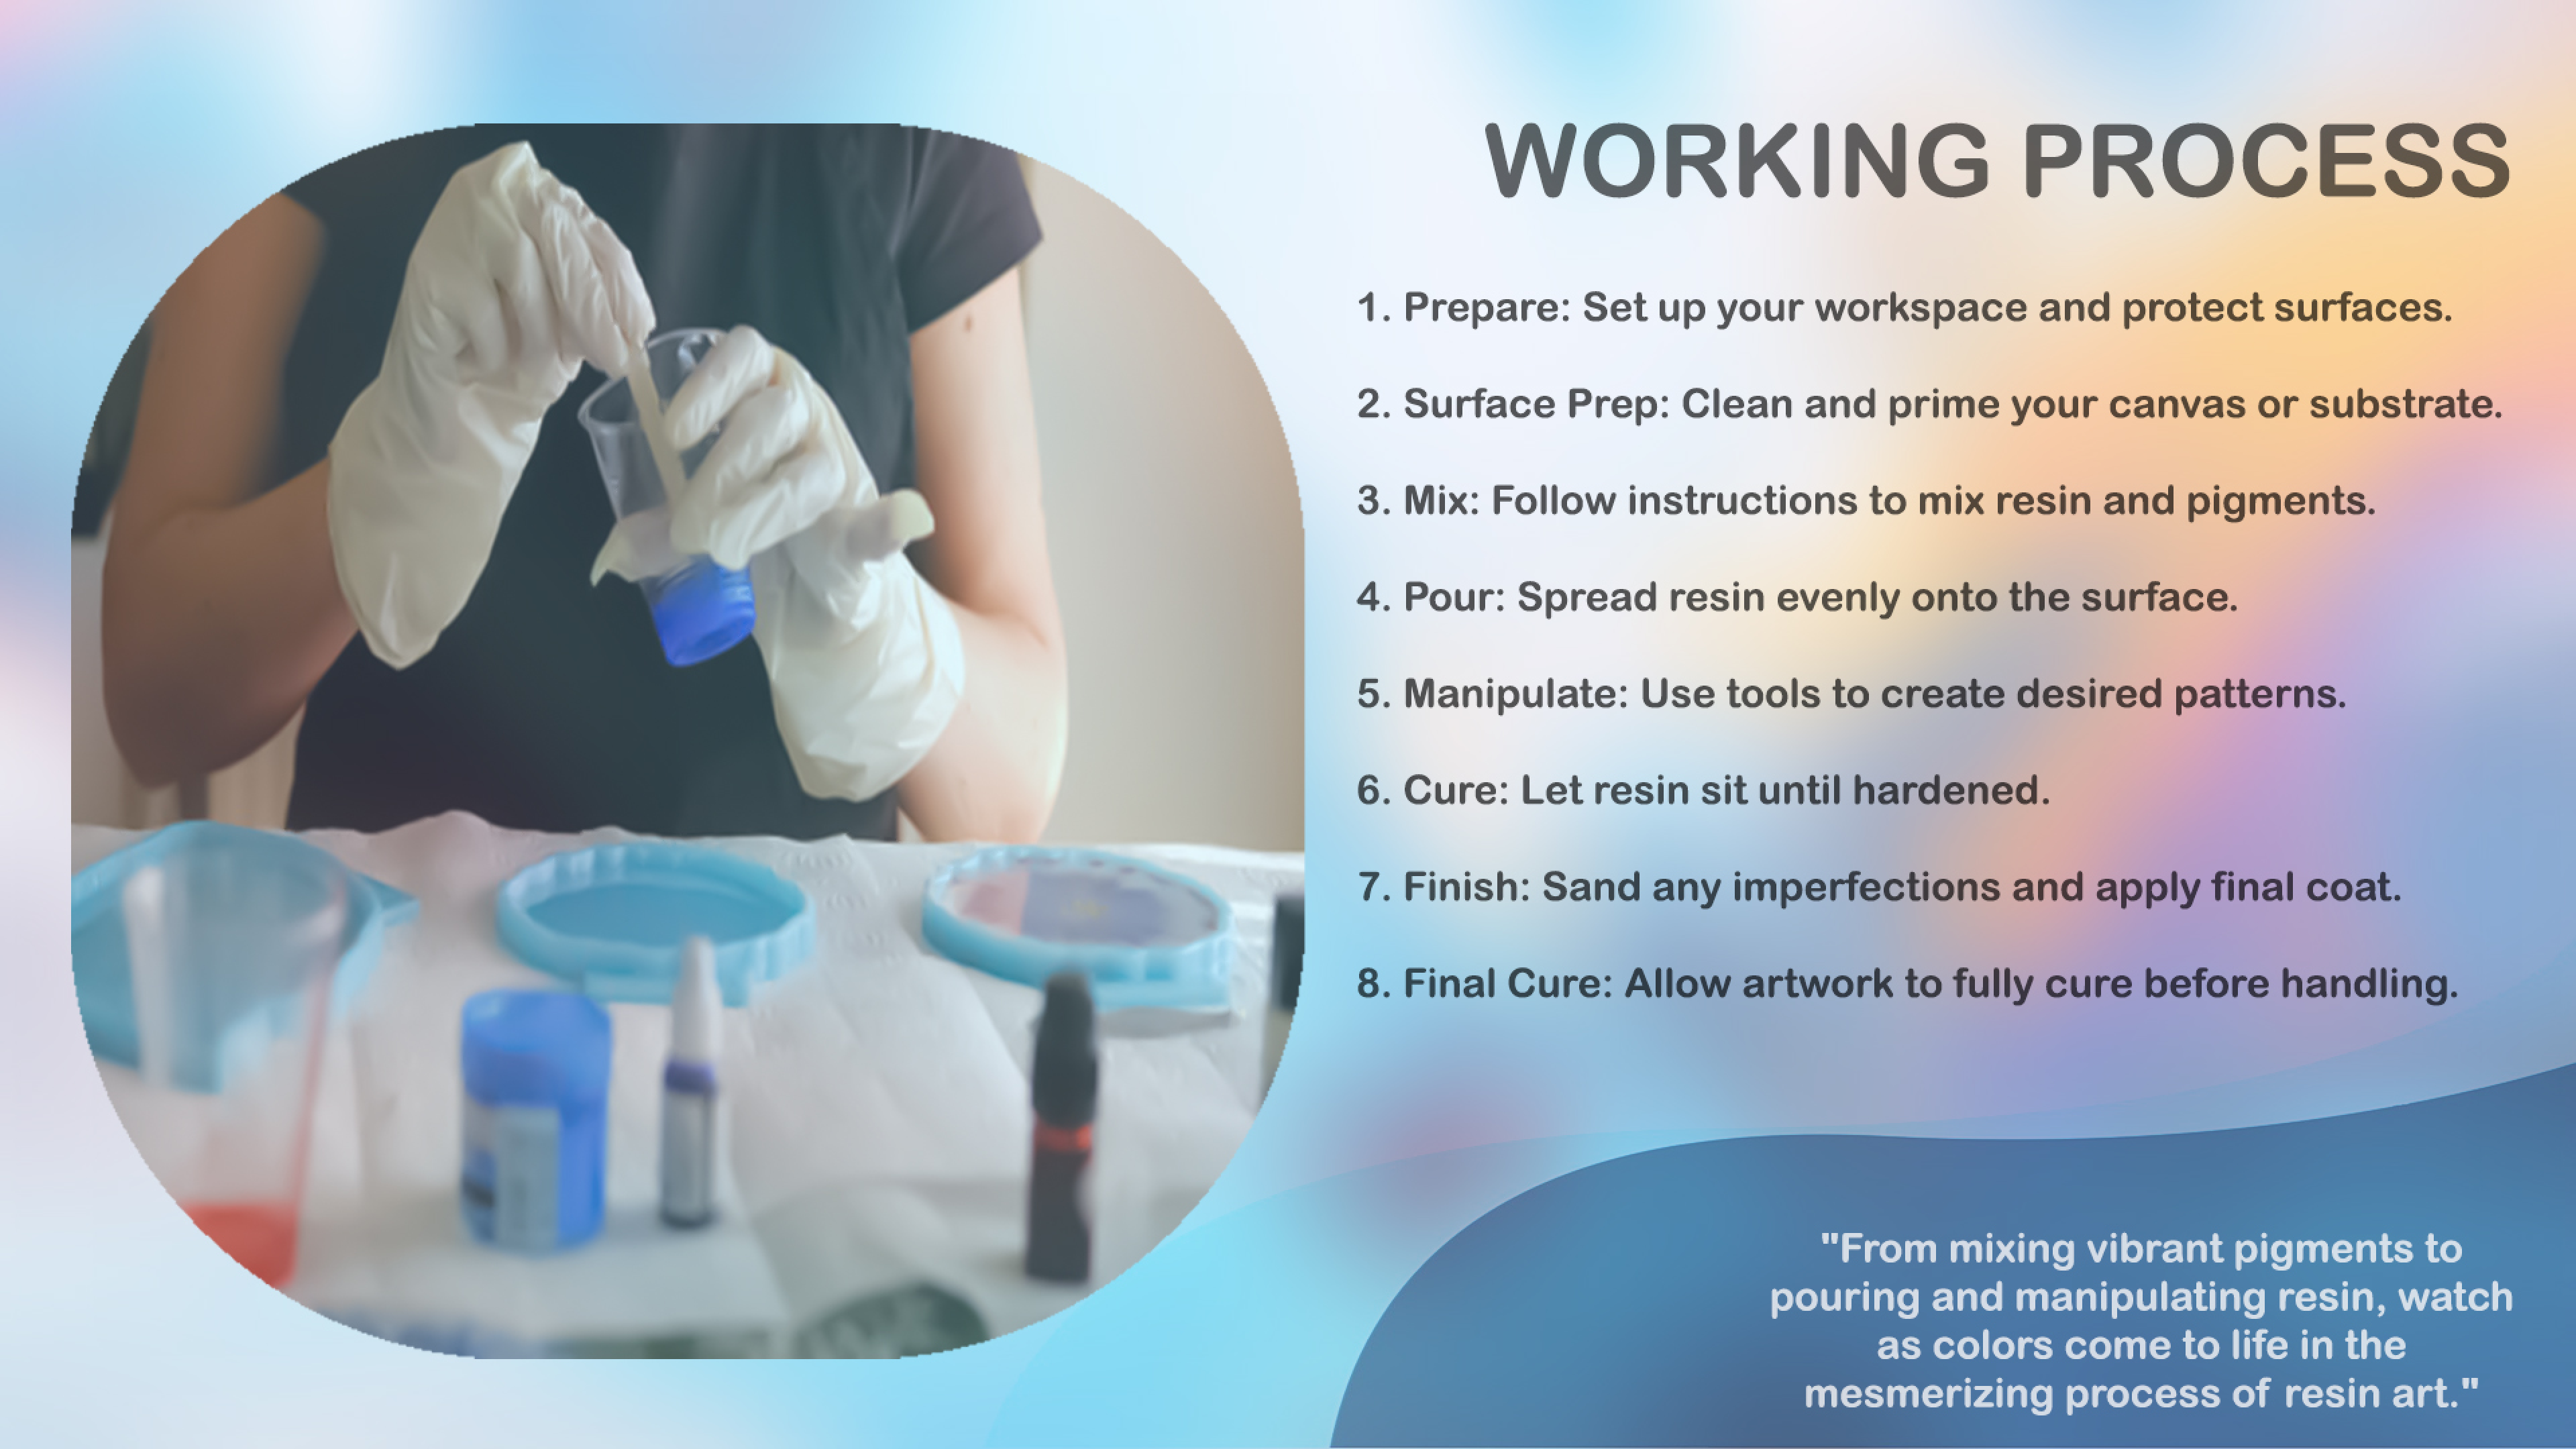 WORKING PROCESS
1. Prepare: Set up your workspace and protect surfaces.
2. Surface Prep: Clean and prime your canvas or substrate.
3. Mix: Follow instructions to mix resin and pigments.
4. Pour: Spread resin evenly onto the surface.
5. Manipulate: Use tools to create desired patterns.
6. Cure: Let resin sit until hardened.
7. Finish: Sand any imperfections and apply final coat.
8. Final Cure: Allow artwork to fully cure before handling.
"From mixing vibrant pigments to
pouring and manipulating resin, watch
as colors come to life in the
mesmerizing process of resin art."